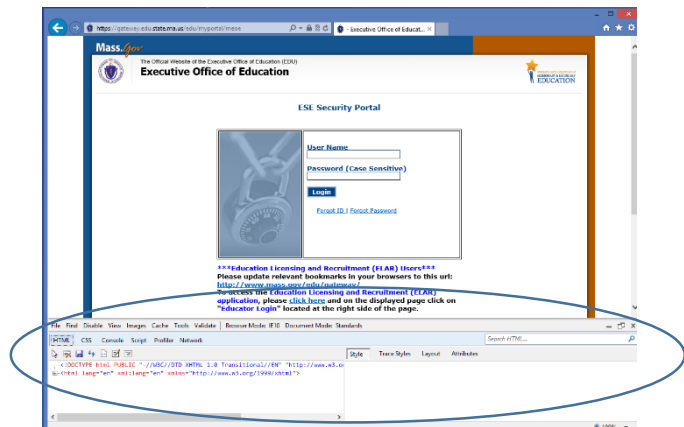 https://gateway.edu.state.ma.us/edu/myportal/meoe
- Executive Office of Educat...
Mass.Gov
The Official Website of the Executive Office of Education (EDU)
Executive Office of Education
EDUCATION
ESE Security Portal
User Name
Password (Case Sensitive)
Login
Forgot ID | Forgot Password
***Education Licensing and Recruitment (ELAR) Users***
Please update relevant bookmarks in your browsers to this url:
http://www.mass.gov/edu/gateway/
To access the Education Licensing and Recruitment (ELAR)
application, please click here and on the displayed page click on
"Educator Login" located at the right side of the page.
File Find Disable View Images Cache Tools Validate | Browser Mode: IE10 Document Mode: Standards
HTML CSS Console Script Profiler Network
Search HTML...
Style Trace Styles Layout Attributes
<!DOCTYPE html PUBLIC "-//W3C//DTD XHTML 1.0 Transitional//EN" "http://www.w3.or
<html lang="en" xml:lang="en" xmlns="http://www.w3.org/1999/xhtml">
100%